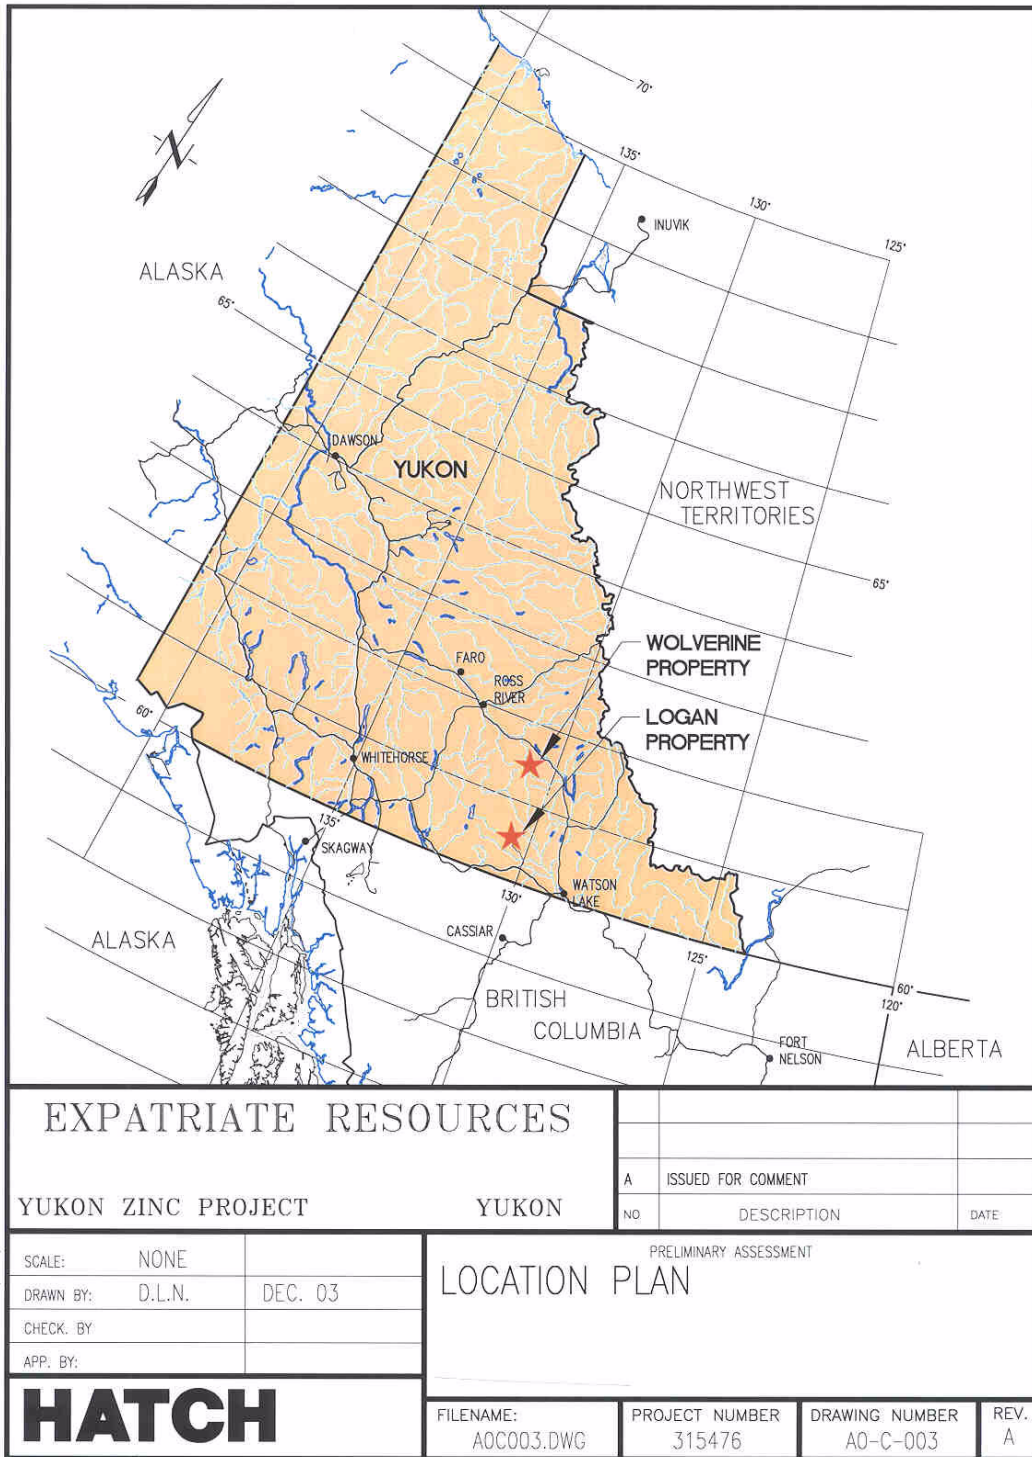 70°
135°
130°
125°
INUVIK
N
ALASKA
65°
DAWSON
YUKON
NORTHWEST
TERRITORIES
65°
WOLVERINE
PROPERTY
FARO
ROSS
RIVER
LOGAN
PROPERTY
60°
WHITEHORSE
135°
SKAGWAY
130°
WATSON
LAKE
CASSIAR
ALASKA
125°
60°
120°
BRITISH
COLUMBIA
FORT
NELSON
ALBERTA
EXPATRIATE RESOURCES
YUKON ZINC PROJECT YUKON
A ISSUED FOR COMMENT
NO. DESCRIPTION DATE
SCALE: NONE
DRAWN BY: D.L.N. DEC. 03
CHECK. BY
APP. BY:
HATCH
PRELIMINARY ASSESSMENT
LOCATION PLAN
FILENAME:
A0C003.DWG
PROJECT NUMBER
315476
DRAWING NUMBER
A0-C-003
REV.
A